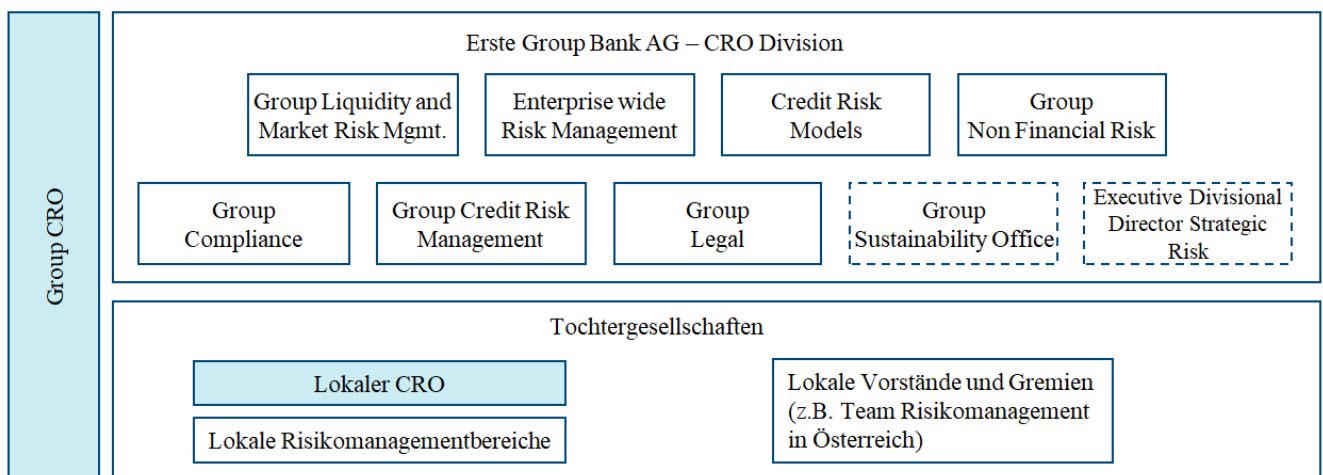 Group CRO
Erste Group Bank AG – CRO Division
Group Liquidity and
Market Risk Mgmt.
Enterprise wide
Risk Management
Credit Risk
Models
Group
Non Financial Risk
Group
Compliance
Group Credit Risk
Management
Group
Legal
Group
Sustainability Office
Executive Divisional
Director Strategic
Risk
Tochtergesellschaften
Lokaler CRO
Lokale Risikomanagementbereiche
Lokale Vorstände und Gremien
(z.B. Team Risikomanagement
in Österreich)